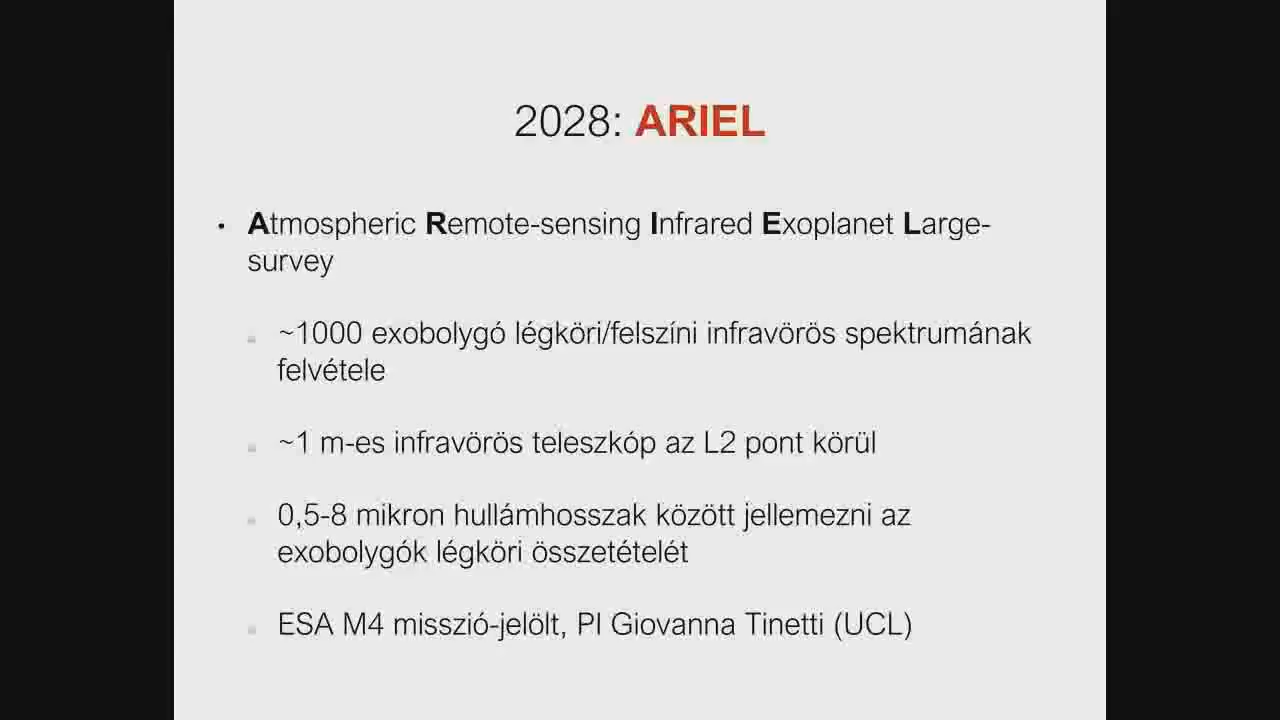 2028: ARIEL
• Atmospheric Remote-sensing Infrared Exoplanet Large-
survey
~1000 exobolygó légköri/felszíni infravörös spektrumának
felvétele
~1 m-es infravörös teleszkóp az L2 pont körül
0,5-8 mikron hullámhosszak között jellemezni az
exobolygók légköri összetételét
ESA M4 misszió-jelölt, PI Giovanna Tinetti (UCL)